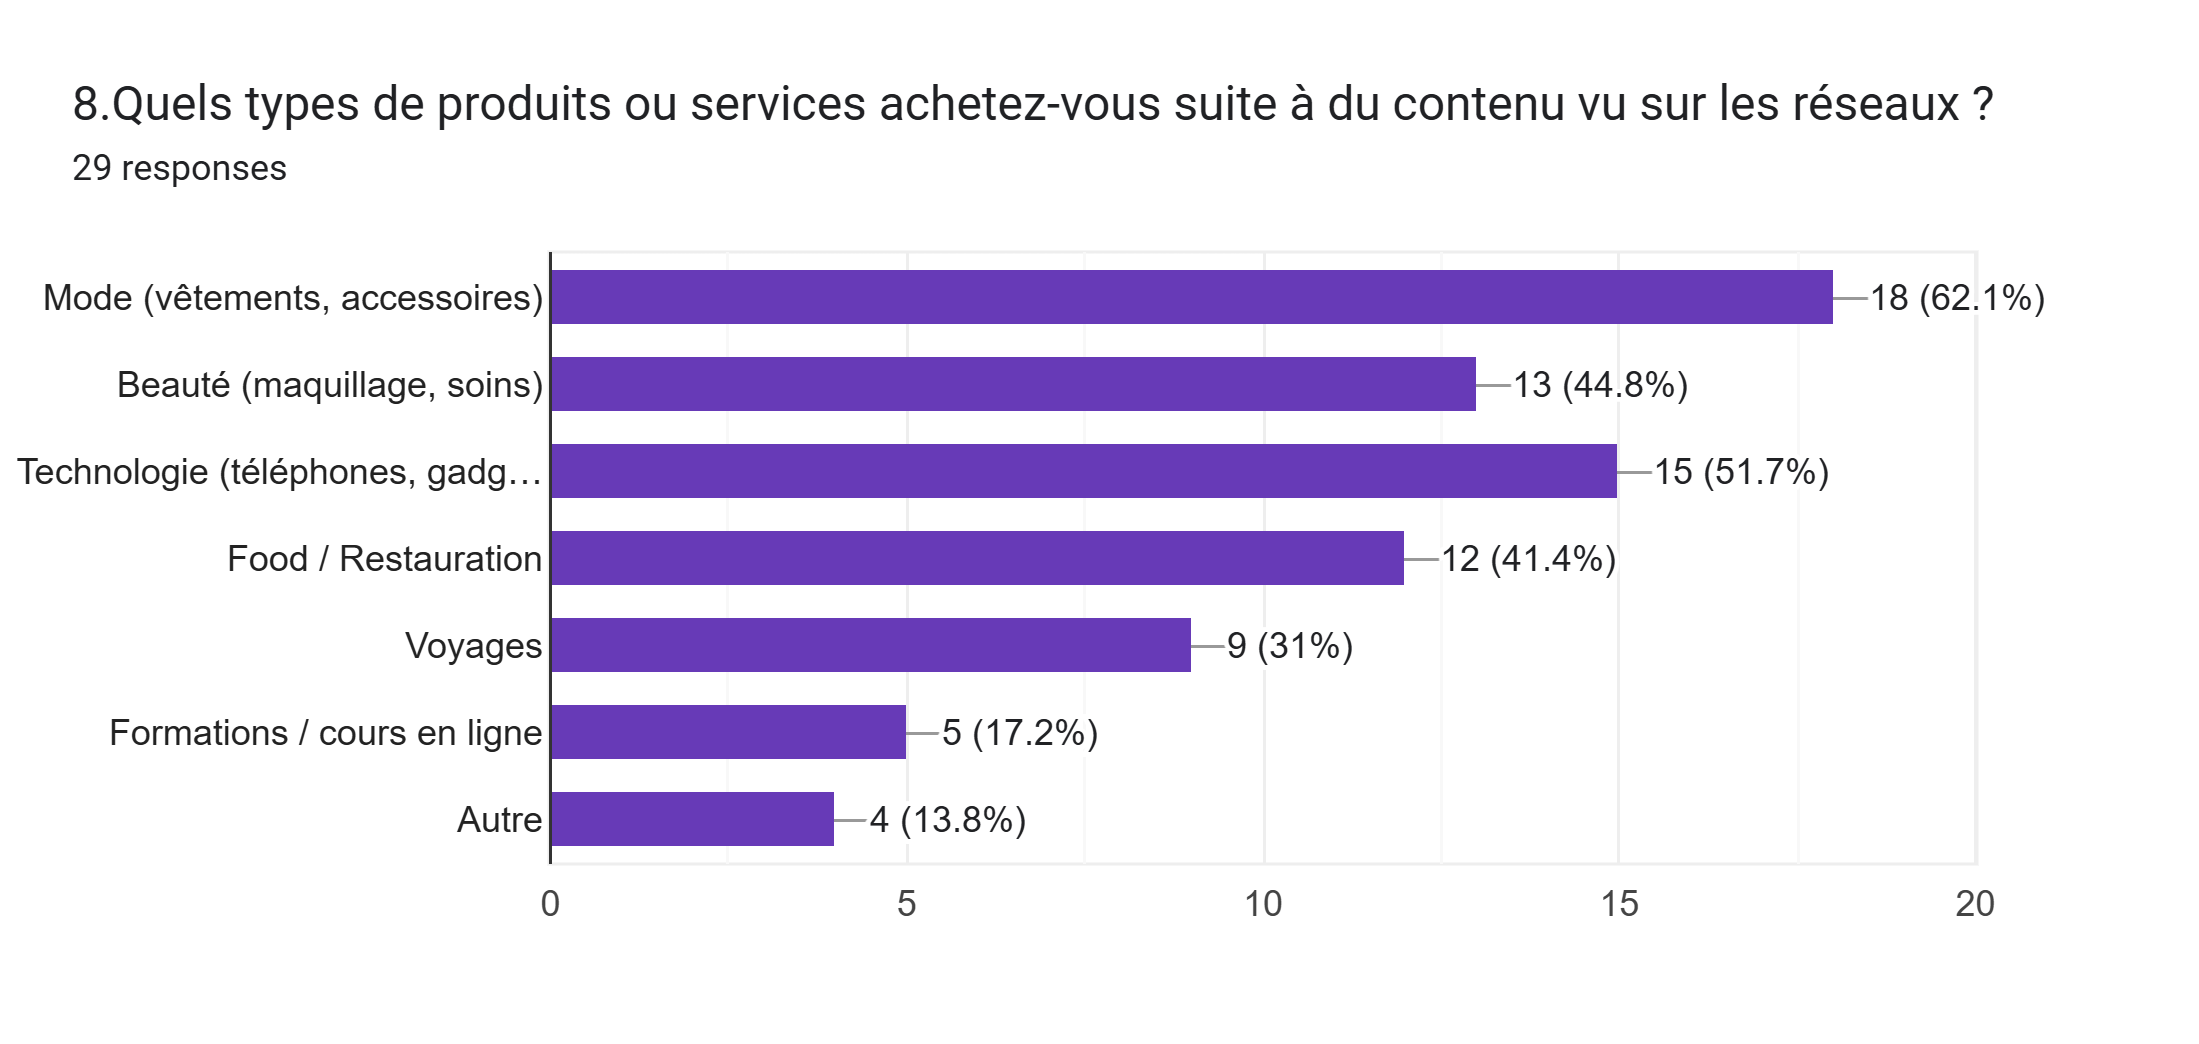 8.Quels types de produits ou services achetez-vous suite à du contenu vu sur les réseaux ?
29 responses
Mode (vêtements, accessoires) 18 (62.1%)
Beauté (maquillage, soins) 13 (44.8%)
Technologie (téléphones, gadg… 15 (51.7%)
Food / Restauration 12 (41.4%)
Voyages 9 (31%)
Formations / cours en ligne 5 (17.2%)
Autre 4 (13.8%)
0 5 10 15 20